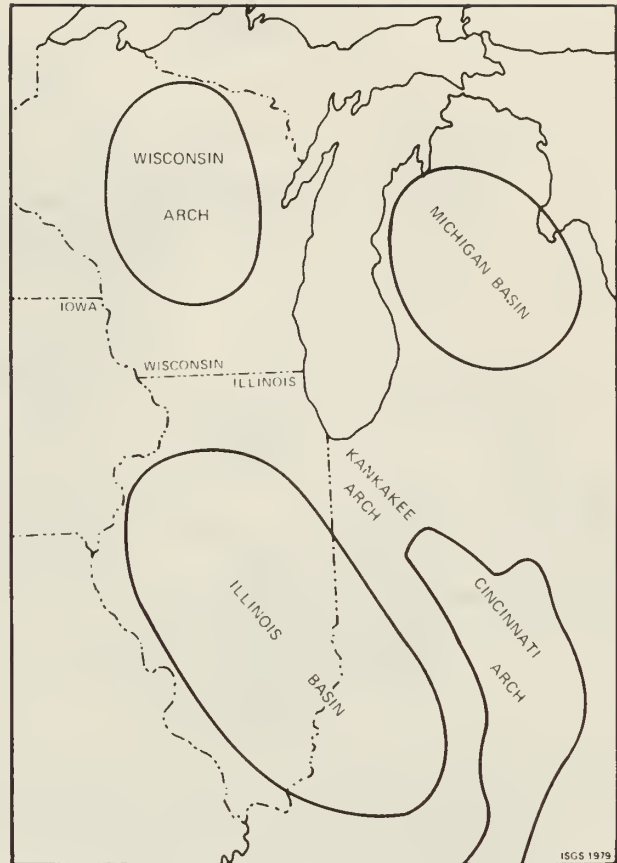 WISCONSIN
ARCH
MICHIGAN BASIN
IOWA
WISCONSIN
ILLINOIS
KANKAKEE
ARCH
CINCINNATI
ARCH
ILLINOIS
BASIN
ISGS 1979